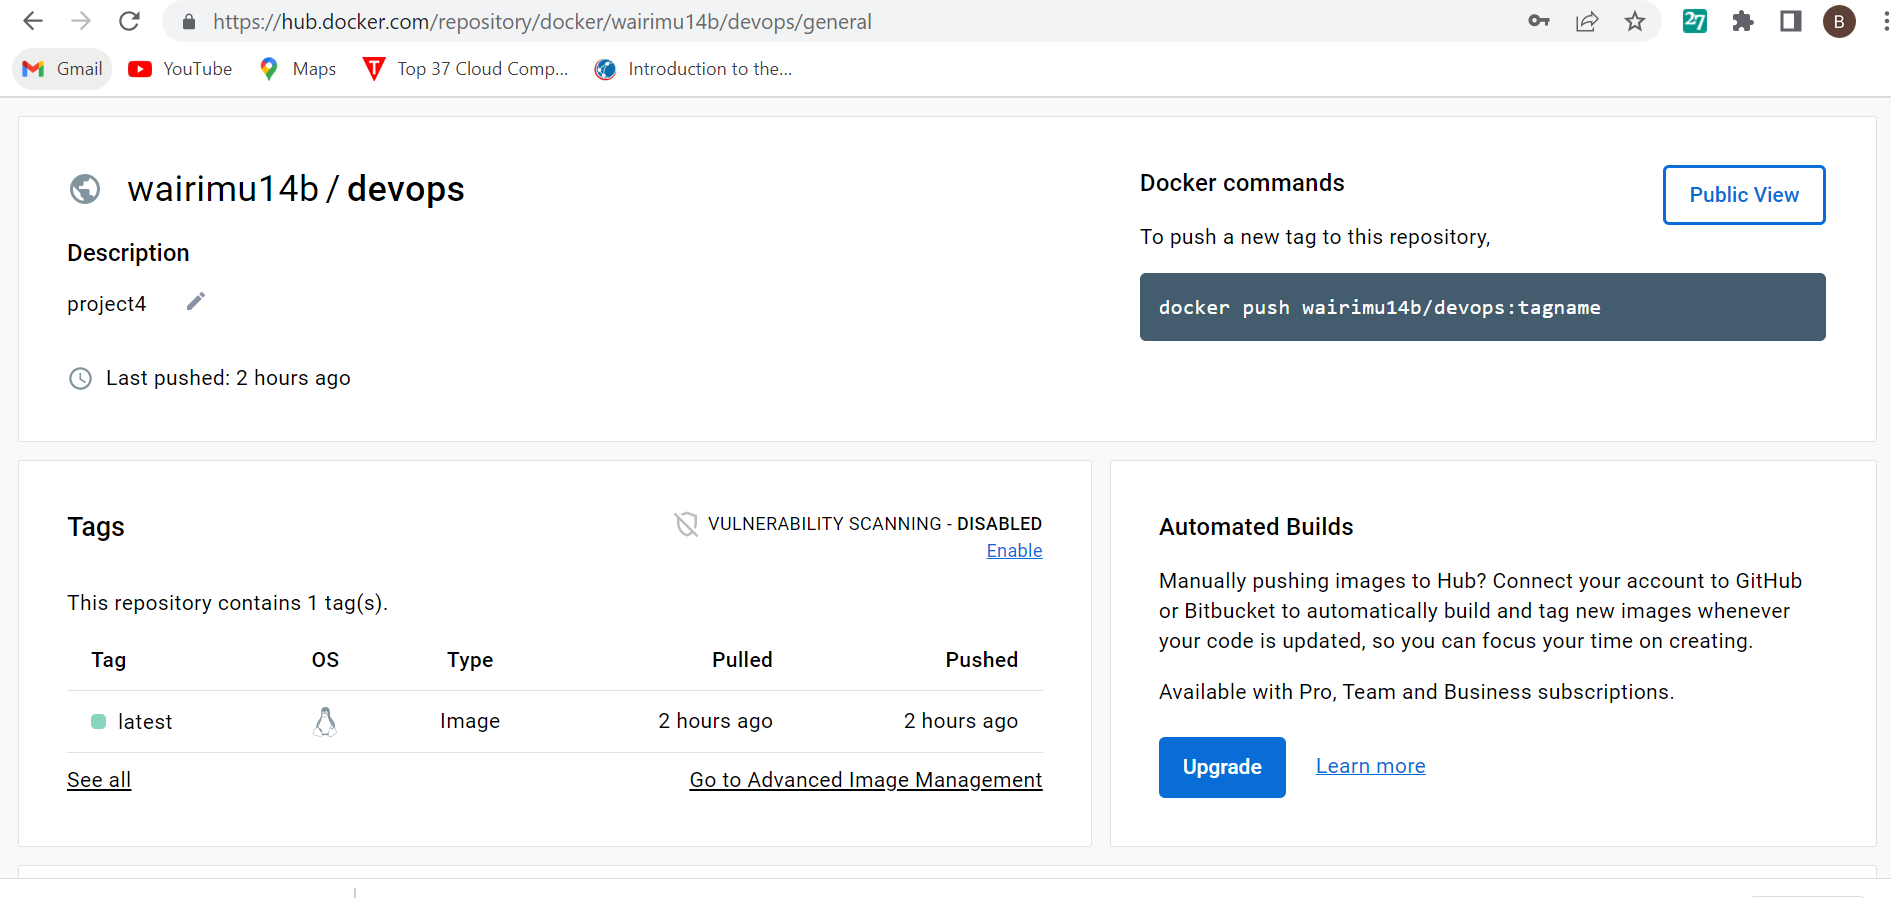 https://hub.docker.com/repository/docker/wairimu14b/devops/general
27
B
Gmail
YouTube
Maps
T
Top 37 Cloud Comp...
Introduction to the...
wairimu14b / devops
Description
project4
Last pushed: 2 hours ago
Docker commands
Public View
To push a new tag to this repository,
docker push wairimu14b/devops:tagname
Tags
VULNERABILITY SCANNING - DISABLED
Enable
This repository contains 1 tag(s).
Tag OS Type Pulled Pushed
latest Image 2 hours ago 2 hours ago
See all
Go to Advanced Image Management
Automated Builds
Manually pushing images to Hub? Connect your account to GitHub
or Bitbucket to automatically build and tag new images whenever
your code is updated, so you can focus your time on creating.
Available with Pro, Team and Business subscriptions.
Upgrade
Learn more